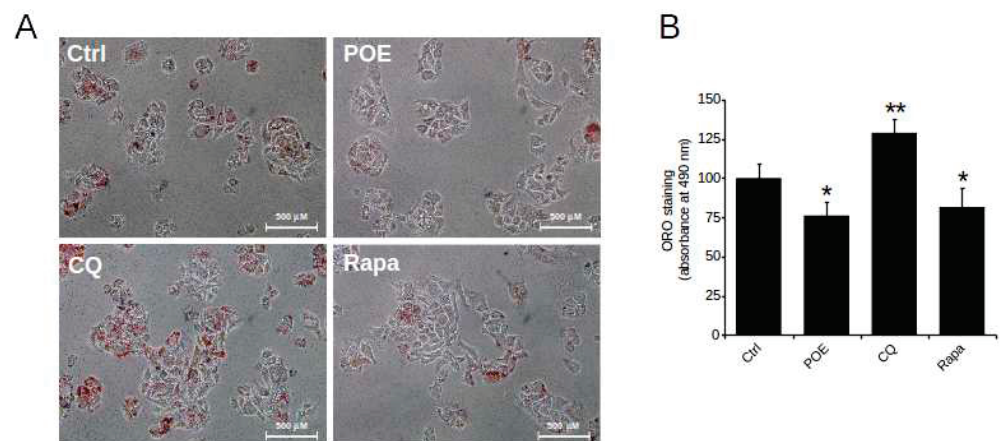 A
Ctrl
500 µM
POE
500 µM
CQ
500 µM
Rapa
500 µM
B
ORO staining
(absorbance at 490 nm)
150
125
100
75
50
25
0
*
**
*
Ctrl
POE
CQ
Rapa